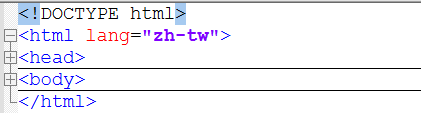 <!DOCTYPE html>
<html lang="zh-tw">
<head>
<body>
</html>